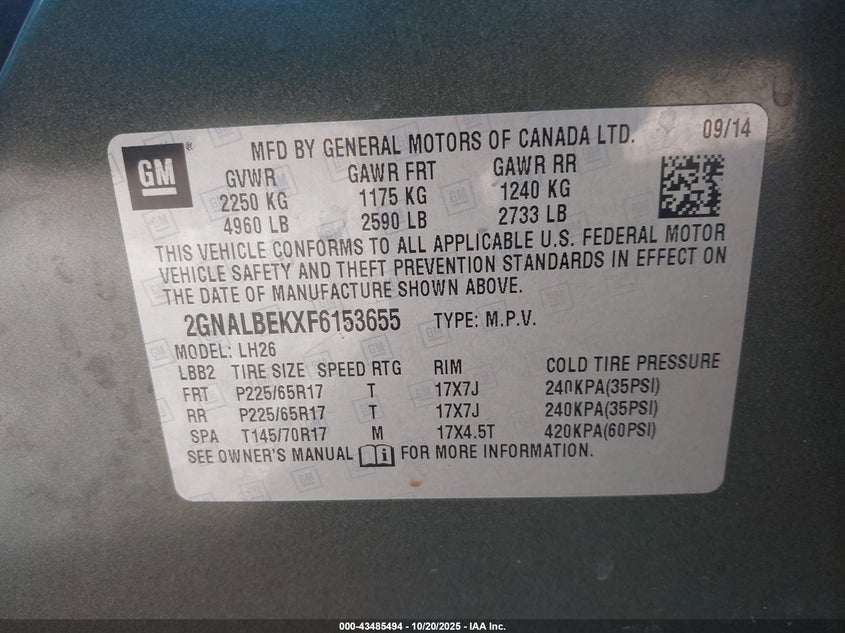 GM
MFD BY GENERAL MOTORS OF CANADA LTD. 09/14
GVWR GAWR FRT GAWR RR
2250 KG 1175 KG 1240 KG
4960 LB 2590 LB 2733 LB
THIS VEHICLE CONFORMS TO ALL APPLICABLE U.S. FEDERAL MOTOR
VEHICLE SAFETY AND THEFT PREVENTION STANDARDS IN EFFECT ON
THE DATE OF MANUFACTURE SHOWN ABOVE.
2GNALBEKXF6153655 TYPE: M.P.V.
MODEL: LH26
LBB2 TIRE SIZE SPEED RTG RIM COLD TIRE PRESSURE
FRT P225/65R17 T 17X7J 240KPA(35PSI)
RR P225/65R17 T 17X7J 240KPA(35PSI)
SPA T145/70R17 M 17X4.5T 420KPA(60PSI)
SEE OWNER'S MANUAL FOR MORE INFORMATION.
000-43485494 - 10/20/2025 - IAA Inc.